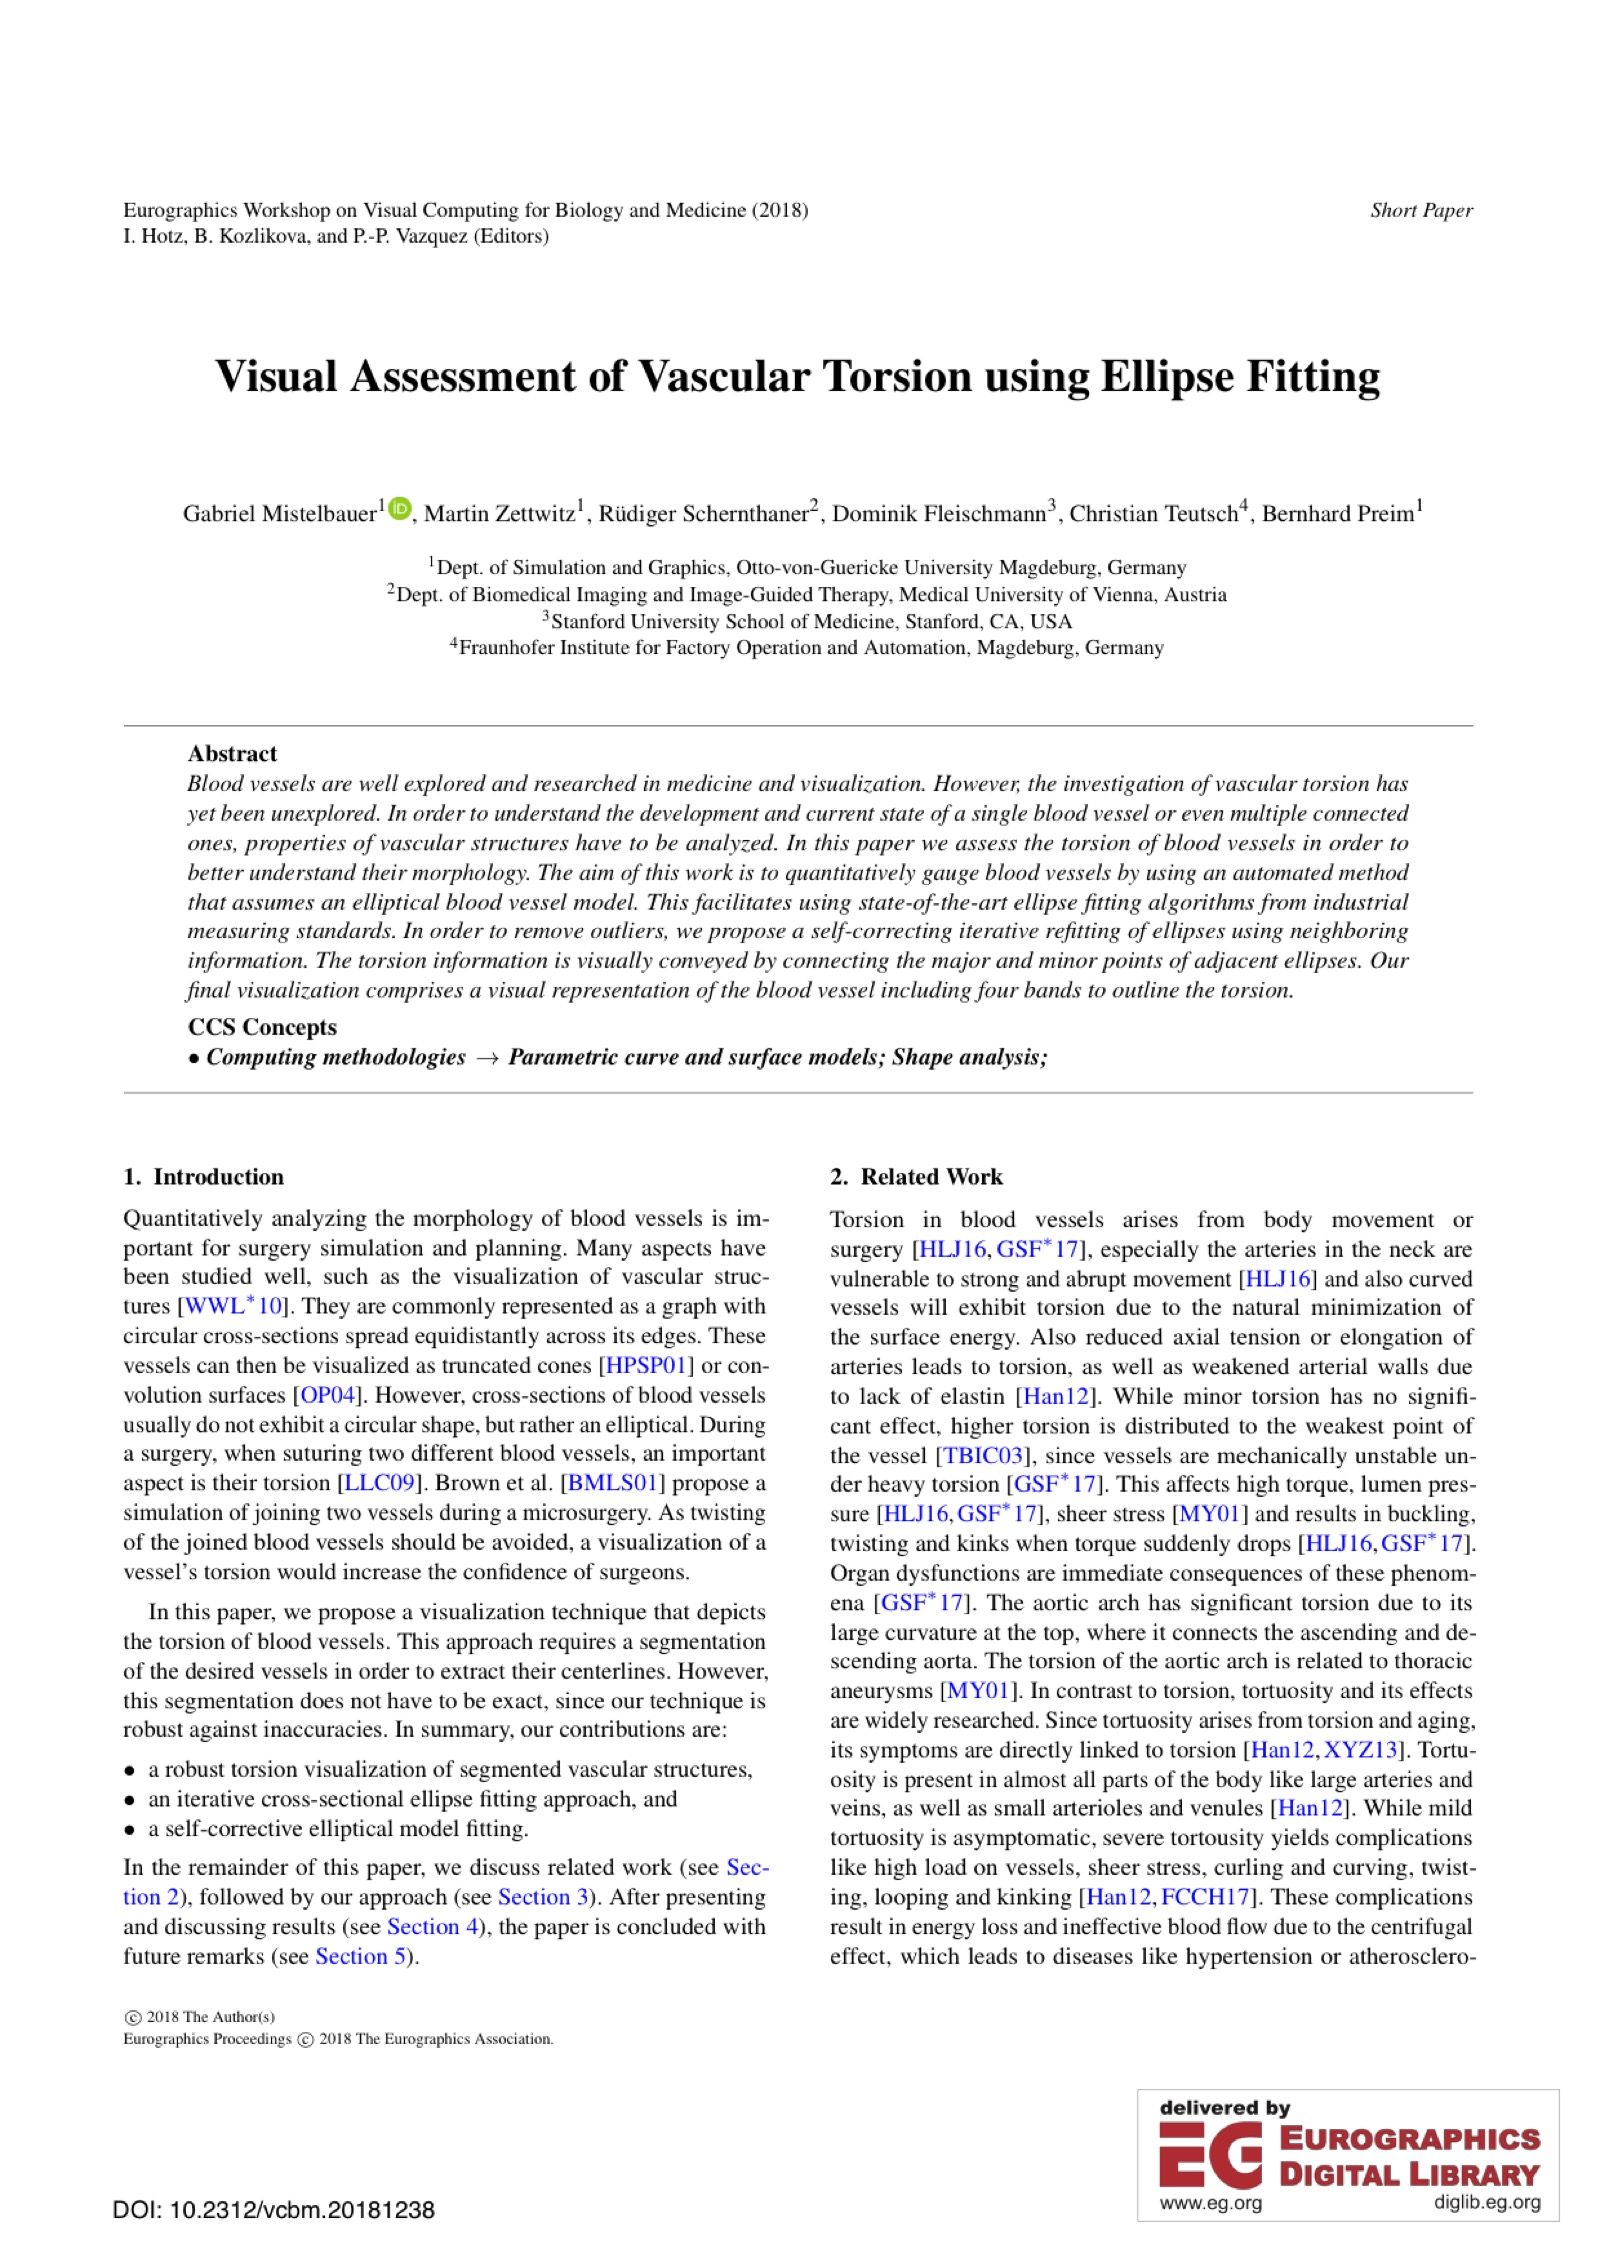 Eurographics Workshop on Visual Computing for Biology and Medicine (2018)
I. Hotz, B. Kozlikova, and P.-P. Vazquez (Editors)
Short Paper
Visual Assessment of Vascular Torsion using Ellipse Fitting
Gabriel Mistelbauer1 iD, Martin Zettwitz1, Rüdiger Schernthaner2, Dominik Fleischmann3, Christian Teutsch4, Bernhard Preim1
1Dept. of Simulation and Graphics, Otto-von-Guericke University Magdeburg, Germany
2Dept. of Biomedical Imaging and Image-Guided Therapy, Medical University of Vienna, Austria
3Stanford University School of Medicine, Stanford, CA, USA
4Fraunhofer Institute for Factory Operation and Automation, Magdeburg, Germany
Abstract
Blood vessels are well explored and researched in medicine and visualization. However, the investigation of vascular torsion has
yet been unexplored. In order to understand the development and current state of a single blood vessel or even multiple connected
ones, properties of vascular structures have to be analyzed. In this paper we assess the torsion of blood vessels in order to
better understand their morphology. The aim of this work is to quantitatively gauge blood vessels by using an automated method
that assumes an elliptical blood vessel model. This facilitates using state-of-the-art ellipse fitting algorithms from industrial
measuring standards. In order to remove outliers, we propose a self-correcting iterative refitting of ellipses using neighboring
information. The torsion information is visually conveyed by connecting the major and minor points of adjacent ellipses. Our
final visualization comprises a visual representation of the blood vessel including four bands to outline the torsion.
CCS Concepts
• Computing methodologies → Parametric curve and surface models; Shape analysis;
1. Introduction
Quantitatively analyzing the morphology of blood vessels is im-
portant for surgery simulation and planning. Many aspects have
been studied well, such as the visualization of vascular struc-
tures [WWL*10]. They are commonly represented as a graph with
circular cross-sections spread equidistantly across its edges. These
vessels can then be visualized as truncated cones [HPSP01] or con-
volution surfaces [OP04]. However, cross-sections of blood vessels
usually do not exhibit a circular shape, but rather an elliptical. During
a surgery, when suturing two different blood vessels, an important
aspect is their torsion [LLC09]. Brown et al. [BMLS01] propose a
simulation of joining two vessels during a microsurgery. As twisting
of the joined blood vessels should be avoided, a visualization of a
vessel's torsion would increase the confidence of surgeons.
In this paper, we propose a visualization technique that depicts
the torsion of blood vessels. This approach requires a segmentation
of the desired vessels in order to extract their centerlines. However,
this segmentation does not have to be exact, since our technique is
robust against inaccuracies. In summary, our contributions are:
• a robust torsion visualization of segmented vascular structures,
• an iterative cross-sectional ellipse fitting approach, and
• a self-corrective elliptical model fitting.
In the remainder of this paper, we discuss related work (see Sec-
tion 2), followed by our approach (see Section 3). After presenting
and discussing results (see Section 4), the paper is concluded with
future remarks (see Section 5).
2. Related Work
Torsion in blood vessels arises from body movement or
surgery [HLJ16, GSF*17], especially the arteries in the neck are
vulnerable to strong and abrupt movement [HLJ16] and also curved
vessels will exhibit torsion due to the natural minimization of
the surface energy. Also reduced axial tension or elongation of
arteries leads to torsion, as well as weakened arterial walls due
to lack of elastin [Han12]. While minor torsion has no signifi-
cant effect, higher torsion is distributed to the weakest point of
the vessel [TBIC03], since vessels are mechanically unstable un-
der heavy torsion [GSF*17]. This affects high torque, lumen pres-
sure [HLJ16, GSF*17], sheer stress [MY01] and results in buckling,
twisting and kinks when torque suddenly drops [HLJ16, GSF*17].
Organ dysfunctions are immediate consequences of these phenom-
ena [GSF*17]. The aortic arch has significant torsion due to its
large curvature at the top, where it connects the ascending and de-
scending aorta. The torsion of the aortic arch is related to thoracic
aneurysms [MY01]. In contrast to torsion, tortuosity and its effects
are widely researched. Since tortuosity arises from torsion and aging,
its symptoms are directly linked to torsion [Han12, XYZ13]. Tortu-
osity is present in almost all parts of the body like large arteries and
veins, as well as small arterioles and venules [Han12]. While mild
tortuosity is asymptomatic, severe tortousity yields complications
like high load on vessels, sheer stress, curling and curving, twist-
ing, looping and kinking [Han12, FCCH17]. These complications
result in energy loss and ineffective blood flow due to the centrifugal
effect, which leads to diseases like hypertension or atherosclero-
© 2018 The Author(s)
Eurographics Proceedings © 2018 The Eurographics Association.
DOI: 10.2312/vcbm.20181238
delivered by
EG EUROGRAPHICS
DIGITAL LIBRARY
www.eg.org diglib.eg.org